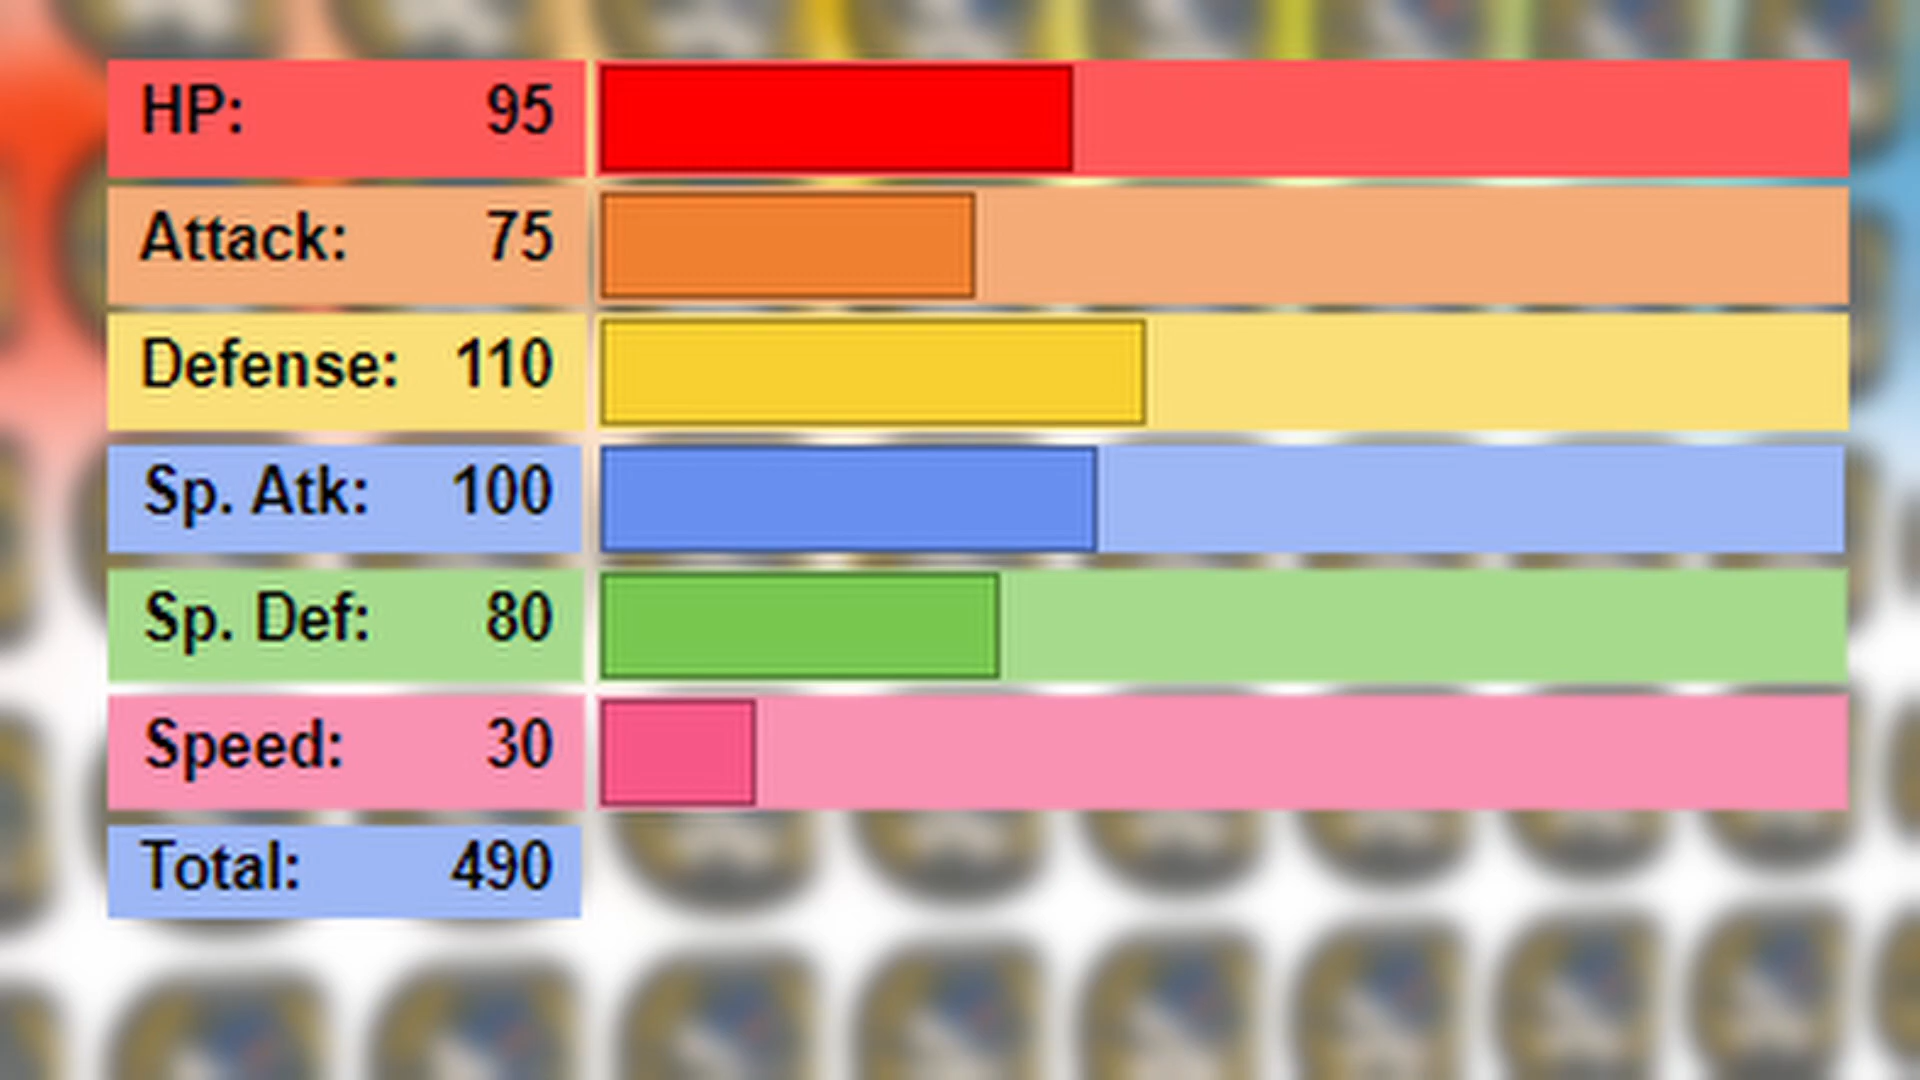 HP: 95
Attack: 75
Defense: 110
Sp. Atk: 100
Sp. Def: 80
Speed: 30
Total: 490